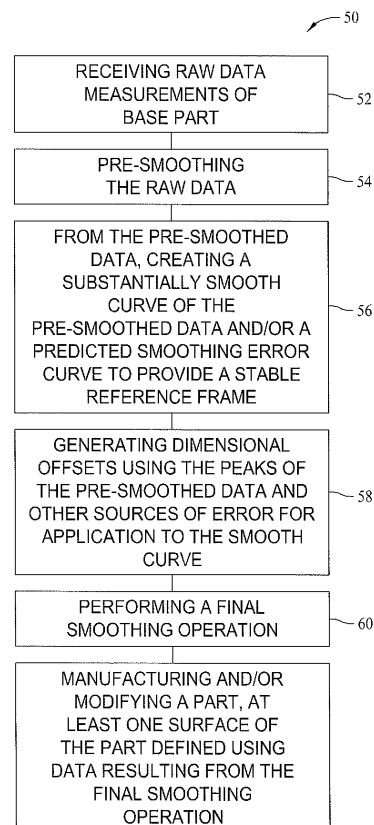 50
RECEIVING RAW DATA
MEASUREMENTS OF
BASE PART
52
PRE-SMOOTHING
THE RAW DATA
54
FROM THE PRE-SMOOTHED
DATA, CREATING A
SUBSTANTIALLY SMOOTH
CURVE OF THE
PRE-SMOOTHED DATA AND/OR A
PREDICTED SMOOTHING ERROR
CURVE TO PROVIDE A STABLE
REFERENCE FRAME
56
GENERATING DIMENSIONAL
OFFSETS USING THE PEAKS OF
THE PRE-SMOOTHED DATA AND
OTHER SOURCES OF ERROR FOR
APPLICATION TO THE SMOOTH
CURVE
58
PERFORMING A FINAL
SMOOTHING OPERATION
60
MANUFACTURING AND/OR
MODIFYING A PART, AT
LEAST ONE SURFACE OF
THE PART DEFINED USING
DATA RESULTING FROM THE
FINAL SMOOTHING
OPERATION